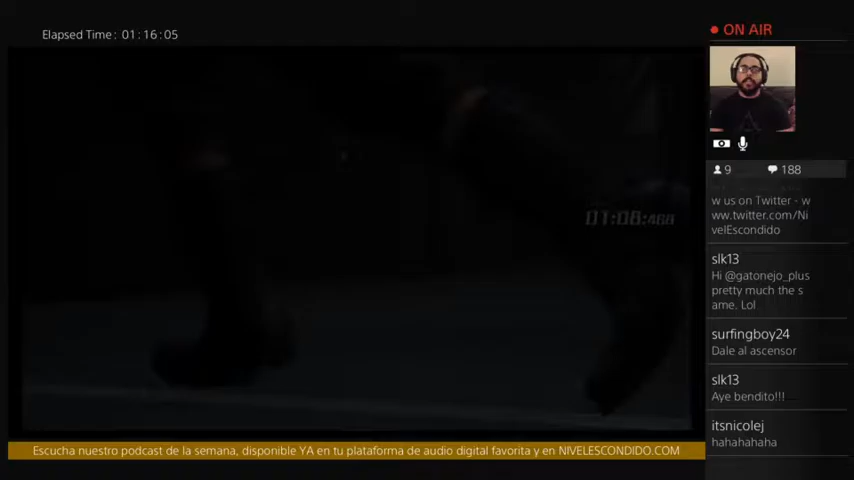 Elapsed Time: 01:16:05
ON AIR
9 188
w us on Twitter - w
ww.twitter.com/Ni
velEscondido
slk13
Hi @gatonejo_plus
pretty much the s
ame. Lol
surfingboy24
Dale al ascensor
slk13
Aye bendito!!!
itsnicolej
hahahahaha
01:08:468
Escucha nuestro podcast de la semana, disponible YA en tu plataforma de audio digital favorita y en NIVELESCONDIDO.COM